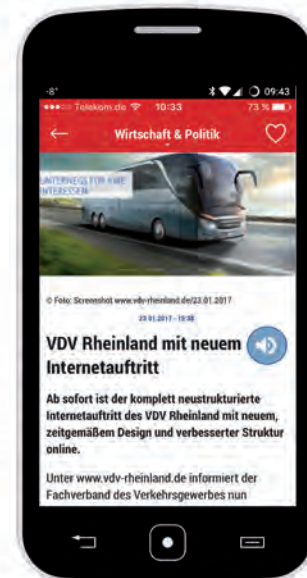 -8°
09:43
Telekom.de
10:33
73 %
Wirtschaft & Politik
UNTERWEGS FÜR IHRE
INTERESSEN
© Foto: Screenshot www.vdv-rheinland.de/23.01.2017
23.01.2017 - 10:38
VDV Rheinland mit neuem
Internetauftritt
Ab sofort ist der komplett neustrukturierte
Internetauftritt des VDV Rheinland mit neuem,
zeitgemäßem Design und verbesserter Struktur
online.
Unter www.vdv-rheinland.de informiert der
Fachverband des Verkehrsgewerbes nun